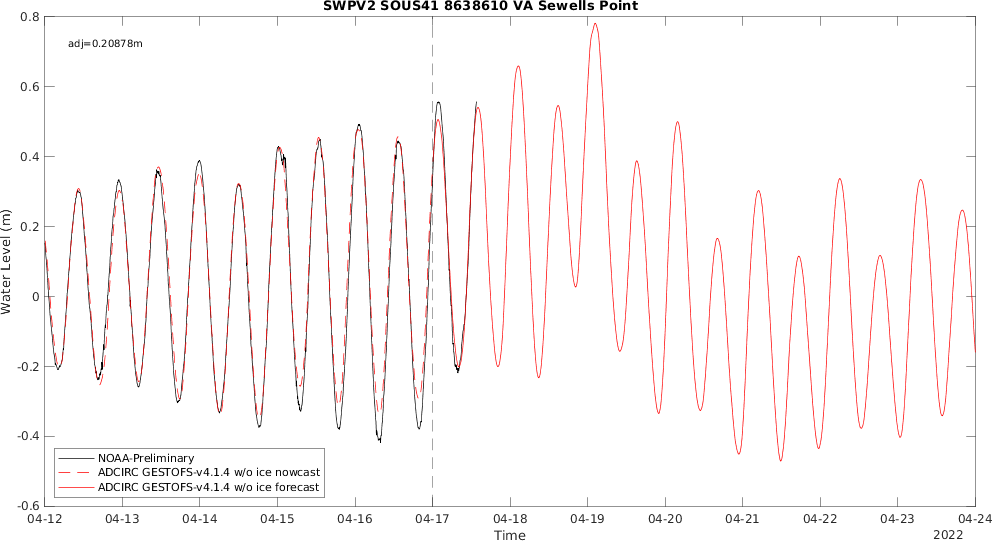 SWPV2 SOUS41 8638610 VA Sewells Point
adj=0.20878m
0.8
0.6
0.4
0.2
0
-0.2
-0.4
-0.6
Water Level (m)
NOAA-Preliminary
ADCIRC GESTOFS-v4.1.4 w/o ice nowcast
ADCIRC GESTOFS-v4.1.4 w/o ice forecast
04-12 04-13 04-14 04-15 04-16 04-17 04-18 04-19 04-20 04-21 04-22 04-23 04-24
Time
2022